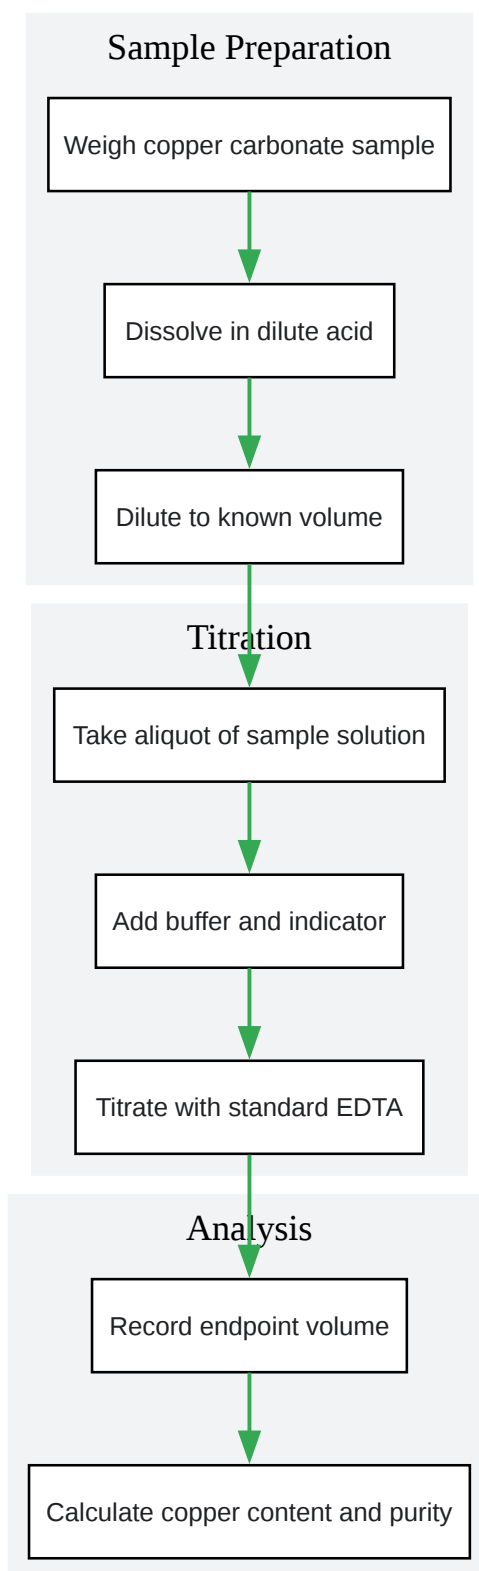 Sample Preparation
Weigh copper carbonate sample
Dissolve in dilute acid
Dilute to known volume
Titration
Take aliquot of sample solution
Add buffer and indicator
Titrate with standard EDTA
Analysis
Record endpoint volume
Calculate copper content and purity